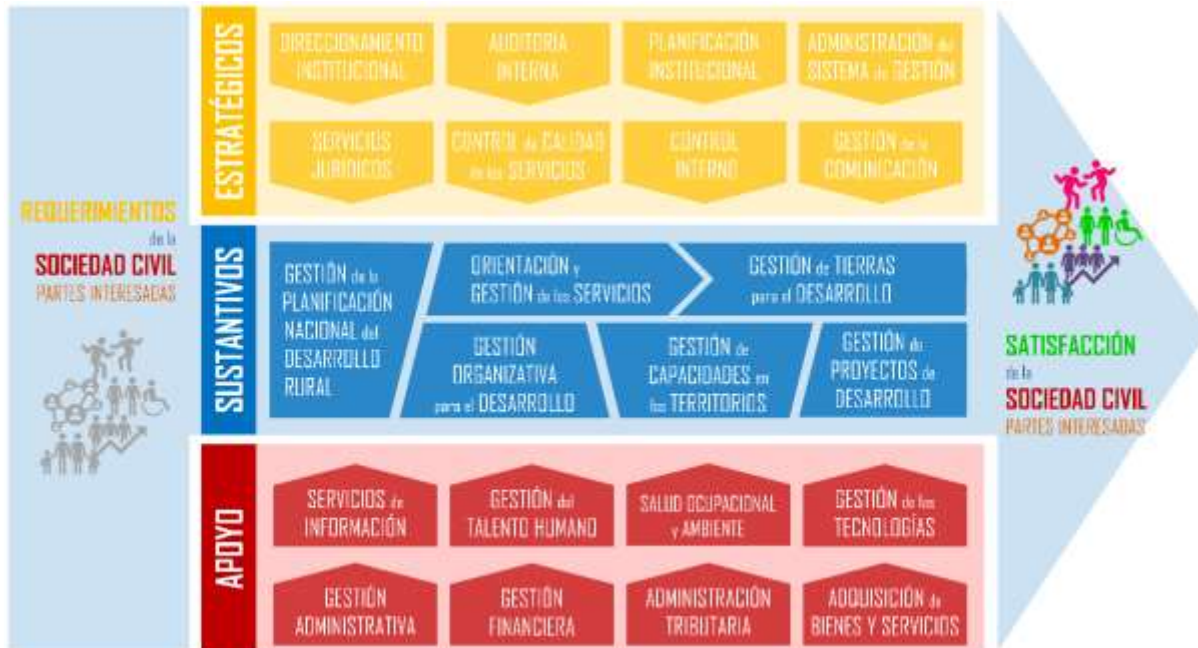 ESTRATÉGICOS
DIRECCIONAMIENTO
INSTITUCIONAL
AUDITORIA
INTERNA
PLANIFICACIÓN
INSTITUCIONAL
ADMINISTRACIÓN del
SISTEMA de GESTIÓN
SERVICIOS
JURÍDICOS
CONTROL de CALIDAD
de los SERVICIOS
CONTROL
INTERNO
GESTIÓN de la
COMUNICACIÓN
REQUERIMIENTOS
de la
SOCIEDAD CIVIL
PARTES INTERESADAS
SUSTANTIVOS
GESTIÓN de la
PLANIFICACIÓN
NACIONAL del
DESARROLLO
RURAL
ORIENTACIÓN y
GESTIÓN de los SERVICIOS
GESTIÓN de TIERRAS
para el DESARROLLO
GESTIÓN
ORGANIZATIVA
para el DESARROLLO
GESTIÓN de
CAPACIDADES en
los TERRITORIOS
GESTIÓN de
PROYECTOS de
DESARROLLO
SATISFACCIÓN
de la
SOCIEDAD CIVIL
PARTES INTERESADAS
APOYO
SERVICIOS de
INFORMACIÓN
GESTIÓN del
TALENTO HUMANO
SALUD OCUPACIONAL
y AMBIENTE
GESTIÓN de las
TECNOLOGÍAS
GESTIÓN
ADMINISTRATIVA
GESTIÓN
FINANCIERA
ADMINISTRACIÓN
TRIBUTARIA
ADQUISICIÓN de
BIENES Y SERVICIOS